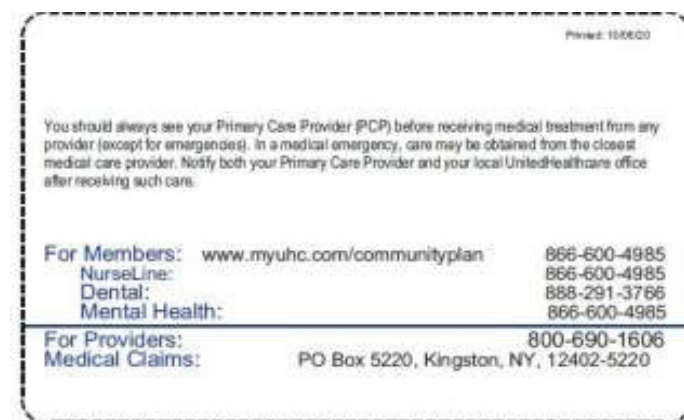 Printed: 10/06/20
You should always see your Primary Care Provider (PCP) before receiving medical treatment from any
provider (except for emergencies). In a medical emergency, care may be obtained from the closest
medical care provider. Notify both your Primary Care Provider and your local UnitedHealthcare office
after receiving such care.
For Members: www.myuhc.com/communityplan 866-600-4985
NurseLine: 866-600-4985
Dental: 888-291-3766
Mental Health: 866-600-4985
For Providers: 800-690-1606
Medical Claims: PO Box 5220, Kingston, NY, 12402-5220